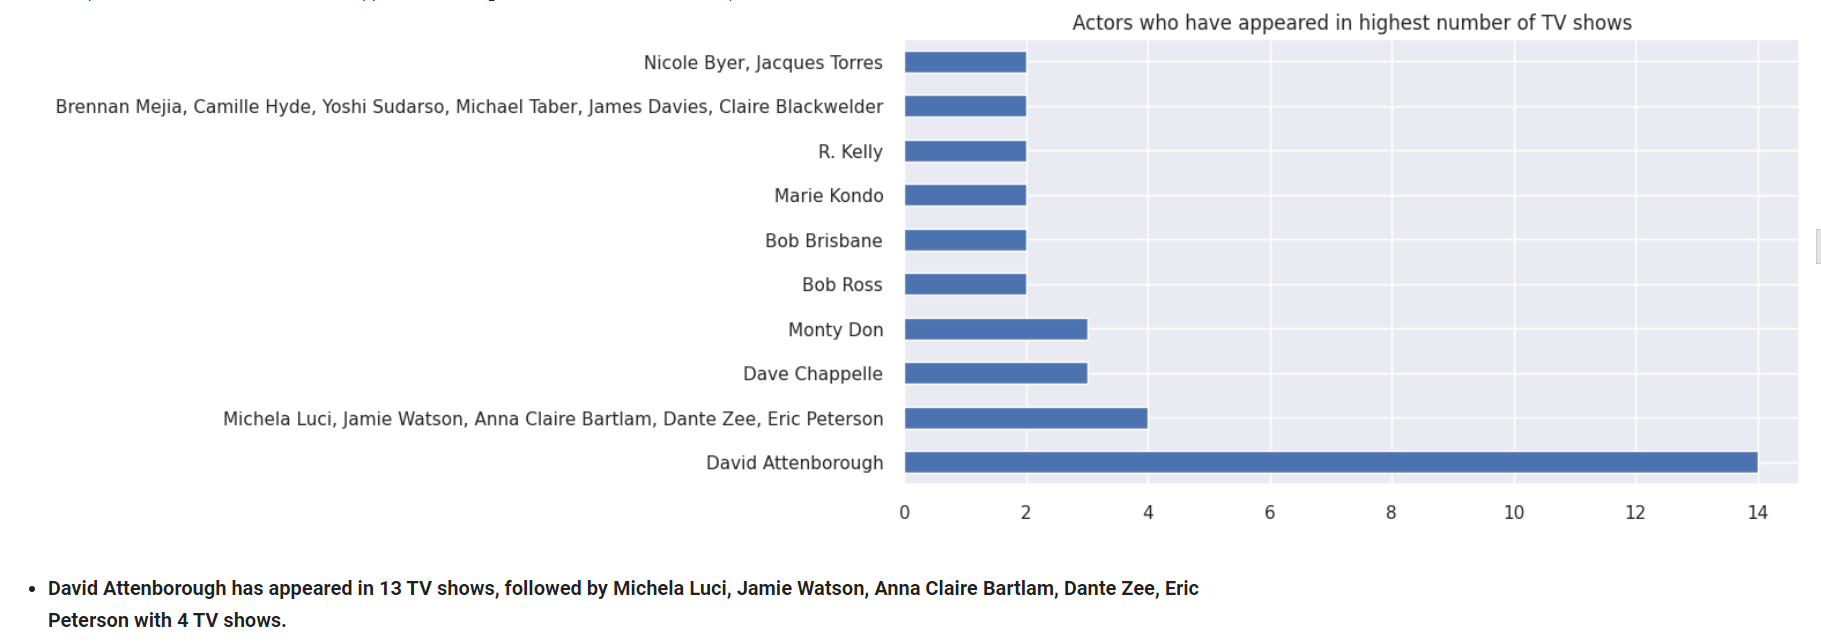 Actors who have appeared in highest number of TV shows
Nicole Byer, Jacques Torres
Brennan Mejia, Camille Hyde, Yoshi Sudarso, Michael Taber, James Davies, Claire Blackwelder
R. Kelly
Marie Kondo
Bob Brisbane
Bob Ross
Monty Don
Dave Chappelle
Michela Luci, Jamie Watson, Anna Claire Bartlam, Dante Zee, Eric Peterson
David Attenborough
0 2 4 6 8 10 12 14
• David Attenborough has appeared in 13 TV shows, followed by Michela Luci, Jamie Watson, Anna Claire Bartlam, Dante Zee, Eric
Peterson with 4 TV shows.